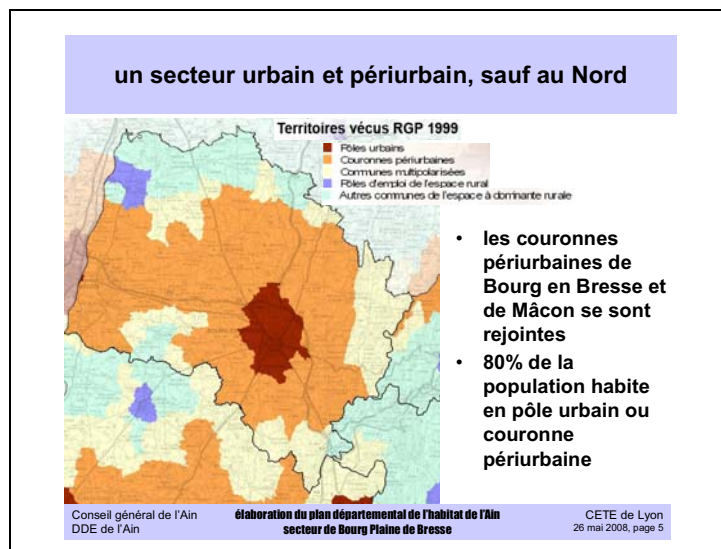 un secteur urbain et périurbain, sauf au Nord
Territoires vécus RGP 1999
Pôles urbains
Couronnes périurbaines
Communes multipolarisées
Pôles d'emploi de l'espace rural
Autres communes de l'espace à dominante rurale
• les couronnes
périurbaines de
Bourg en Bresse et
de Mâcon se sont
rejointes
• 80% de la
population habite
en pôle urbain ou
couronne
périurbaine
Conseil général de l'Ain
DDE de l'Ain
élaboration du plan départemental de l'habitat de l'Ain
secteur de Bourg Plaine de Bresse
CETE de Lyon
26 mai 2008, page 5